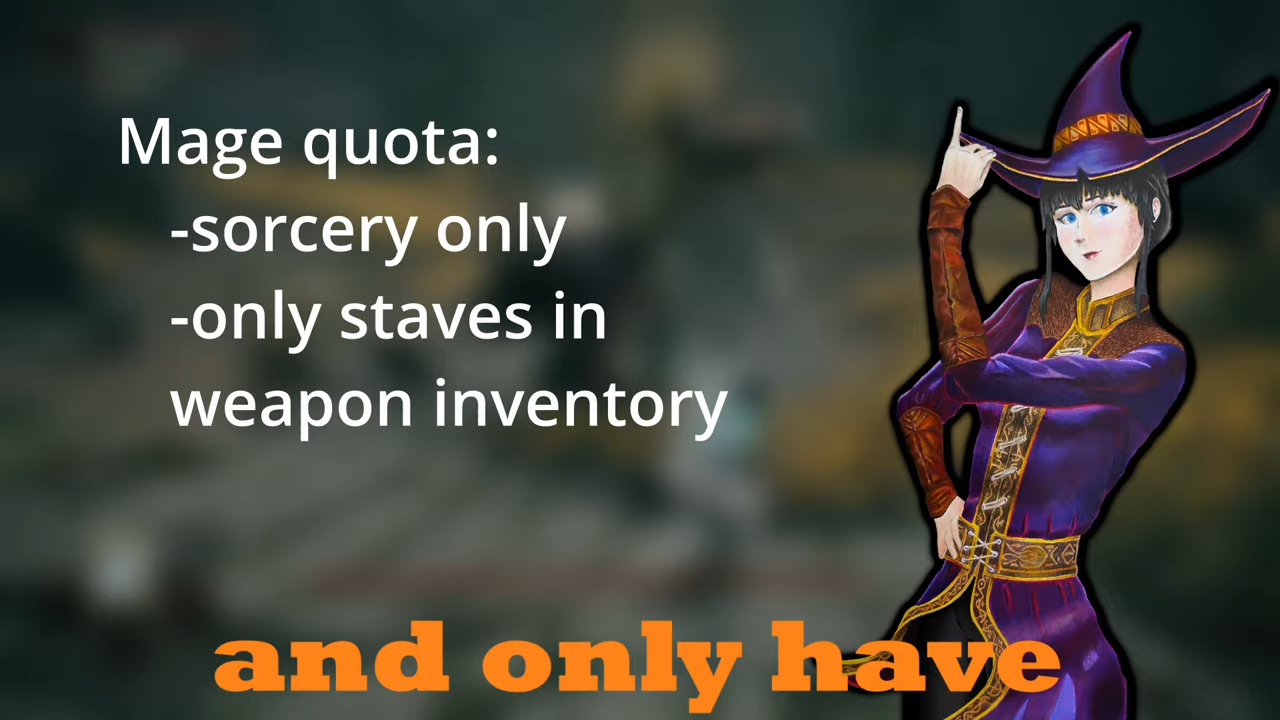 Mage quota:
-sorcery only
-only staves in
weapon inventory
and only have